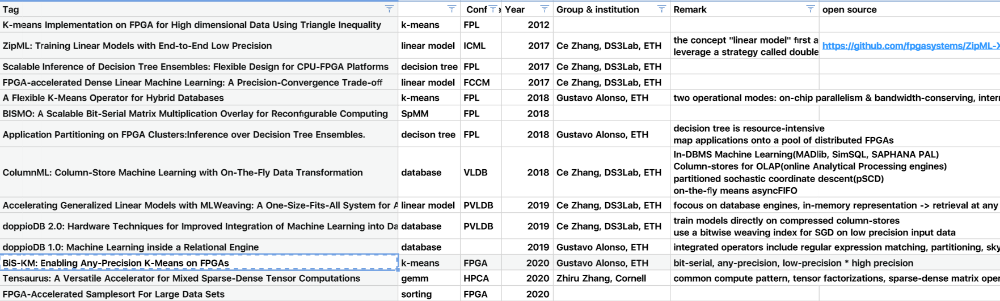 Tag Conf e Year Group & institution Remark open source
K-means Implementation on FPGA for High dimensional Data Using Triangle Inequality k-means FPL 2012
ZipML: Training Linear Models with End-to-End Low Precision linear model ICML 2017 Ce Zhang, DS3Lab, ETH the concept "linear model" first a https://github.com/fpgasystems/ZipML-X
leverage a strategy called double
Scalable Inference of Decision Tree Ensembles: Flexible Design for CPU-FPGA Platforms decision tree FPL 2017 Ce Zhang, DS3Lab, ETH
FPGA-accelerated Dense Linear Machine Learning: A Precision-Convergence Trade-off linear model FCCM 2017 Ce Zhang, DS3Lab, ETH
A Flexible K-Means Operator for Hybrid Databases k-means FPL 2018 Gustavo Alonso, ETH two operational modes: on-chip parallelism & bandwidth-conserving, inter
BISMO: A Scalable Bit-Serial Matrix Multiplication Overlay for Reconfigurable Computing SpMM FPL 2018
Application Partitioning on FPGA Clusters:Inference over Decision Tree Ensembles. decison tree FPL 2018 Gustavo Alonso, ETH decision tree is resource-intensive
map applications onto a pool of distributed FPGAs
ColumnML: Column-Store Machine Learning with On-The-Fly Data Transformation database VLDB 2018 Ce Zhang, DS3Lab, ETH In-DBMS Machine Learning(MADlib, SimSQL, SAPHANA PAL)
Column-stores for OLAP(online Analytical Processing engines)
partitioned sochastic coordinate descent(pSCD)
on-the-fly means asyncFIFO
Accelerating Generalized Linear Models with MLWeaving: A One-Size-Fits-All System for A linear model PVLDB 2019 Ce Zhang, DS3Lab, ETH focus on database engines, in-memory representation -> retrieval at any
doppioDB 2.0: Hardware Techniques for Improved Integration of Machine Learning into Da database PVLDB 2019 Ce Zhang, DS3Lab, ETH train models directly on compressed column-stores
use a bitwise weaving index for SGD on low precision input data
doppioDB 1.0: Machine Learning inside a Relational Engine database 2019 Gustavo Alonso, ETH integrated operators include regular expression matching, partitioning, sky
BiS-KM: Enabling Any-Precision K-Means on FPGAs k-means FPGA 2020 Gustavo Alonso, ETH bit-serial, any-precision, low-precision * high precision
Tensaurus: A Versatile Accelerator for Mixed Sparse-Dense Tensor Computations gemm HPCA 2020 Zhiru Zhang, Cornell common compute pattern, tensor factorizations, sparse-dense matrix oper
FPGA-Accelerated Samplesort For Large Data Sets sorting FPGA 2020